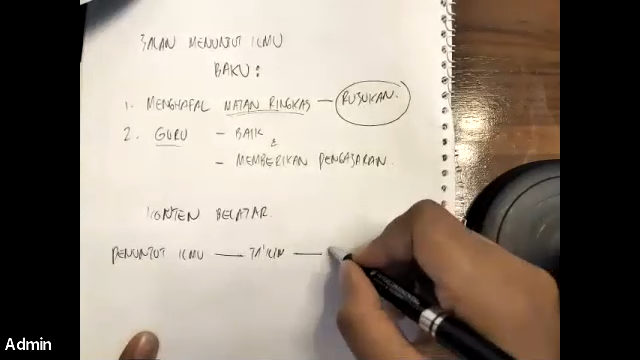 JALAN MENUNTUT ILMU
BAKU :
1. MENGHAFAL MATAN RINGKAS — RUJUKAN.
2. GURU - BAIK
&
- MEMBERIKAN PENGAJARAN.
KONTEN BELAJAR.
PENUNTUT ILMU — TA'LIM —
Admin